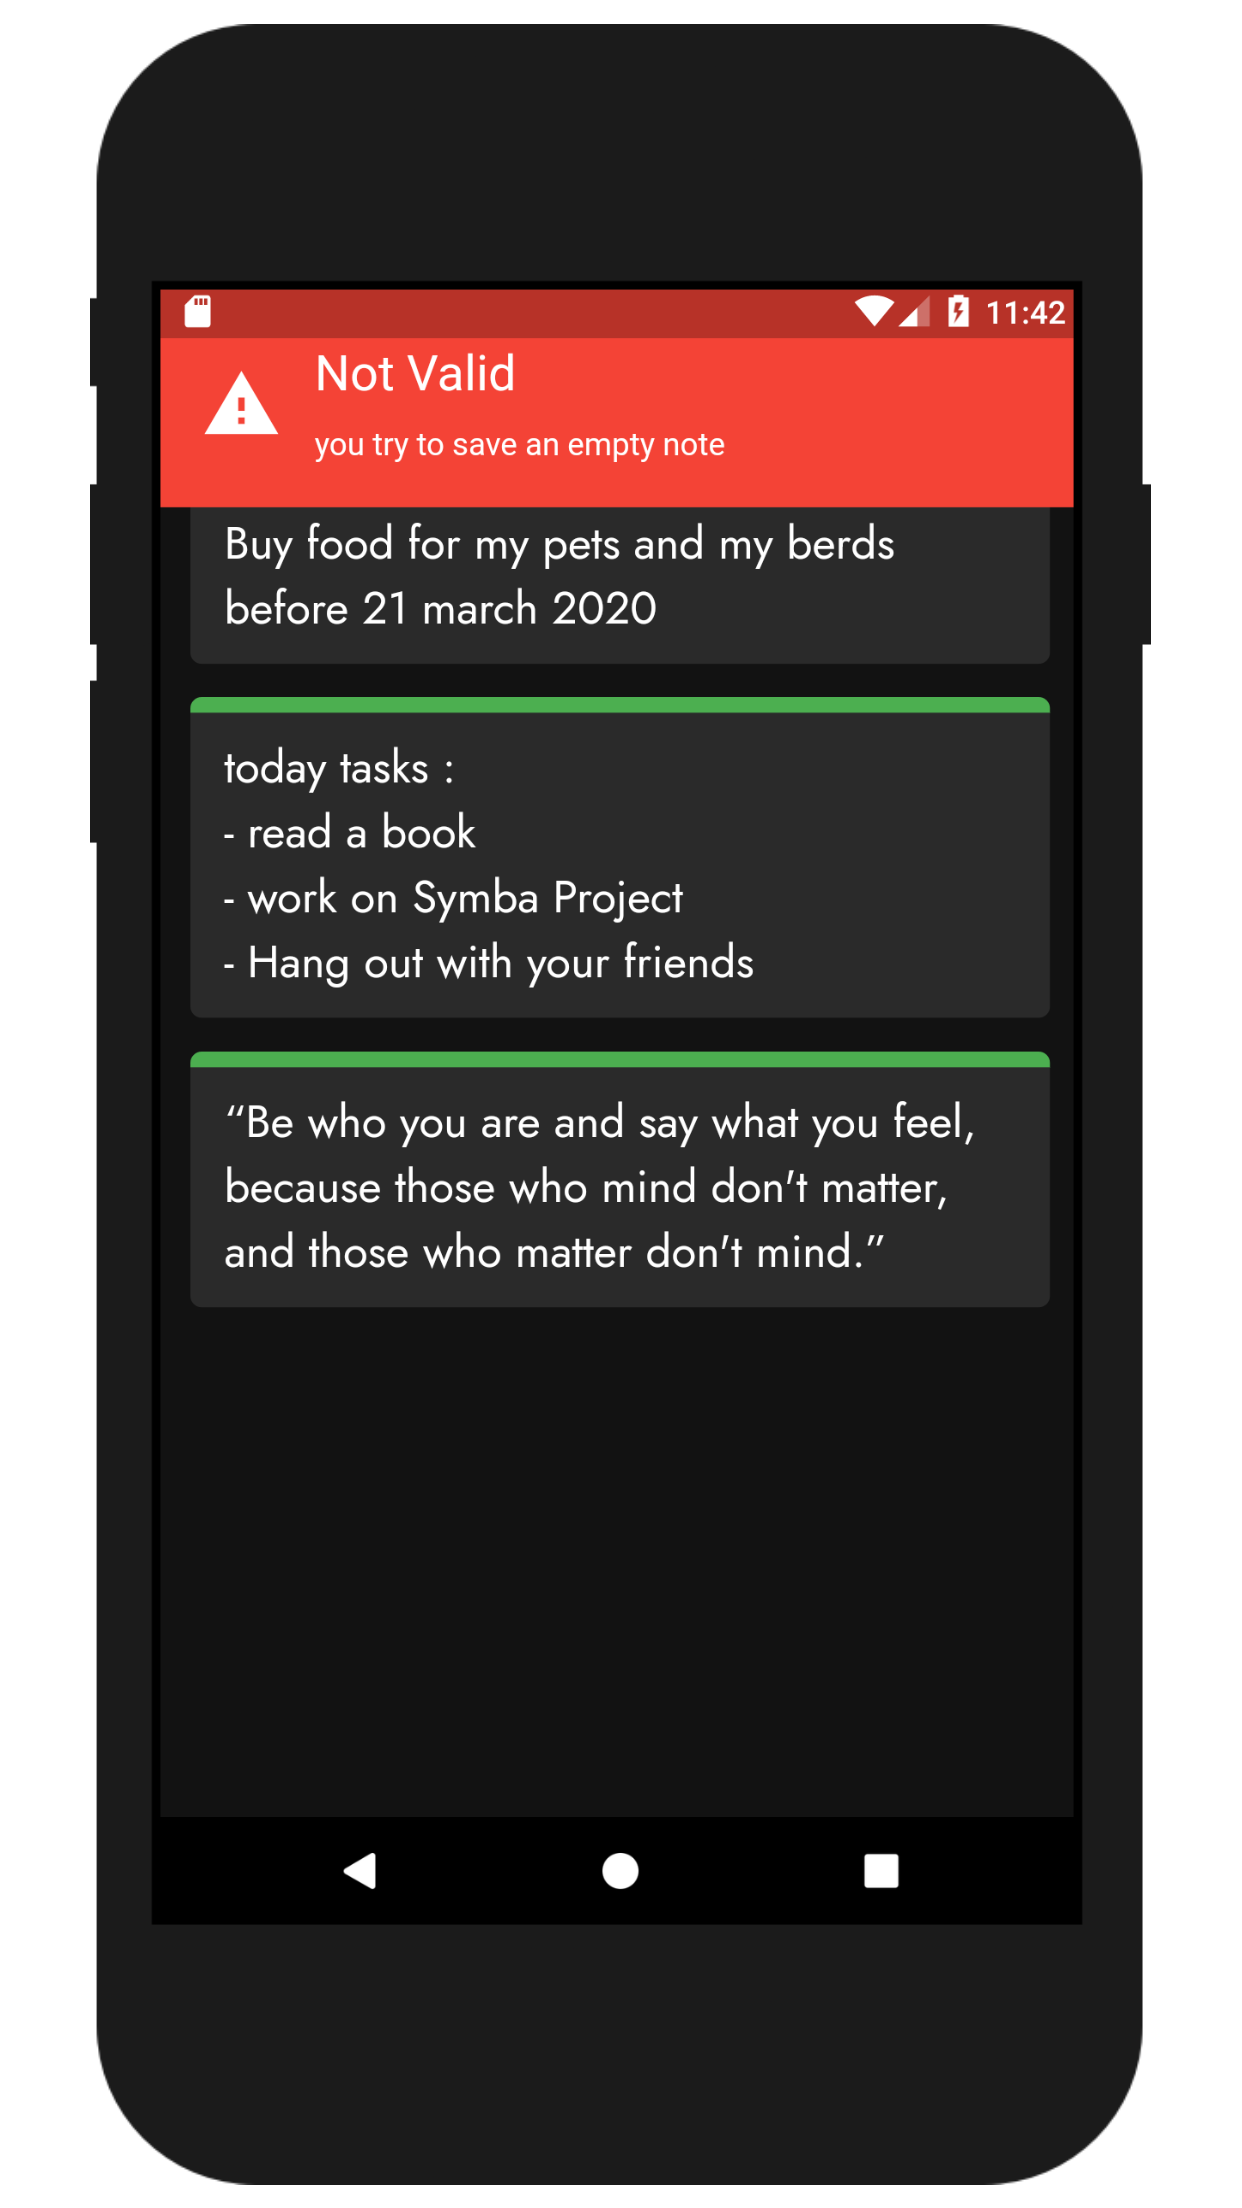 11:42
Not Valid
you try to save an empty note
Buy food for my pets and my berds
before 21 march 2020
today tasks :
- read a book
- work on Symba Project
- Hang out with your friends
“Be who you are and say what you feel,
because those who mind don't matter,
and those who matter don't mind.”